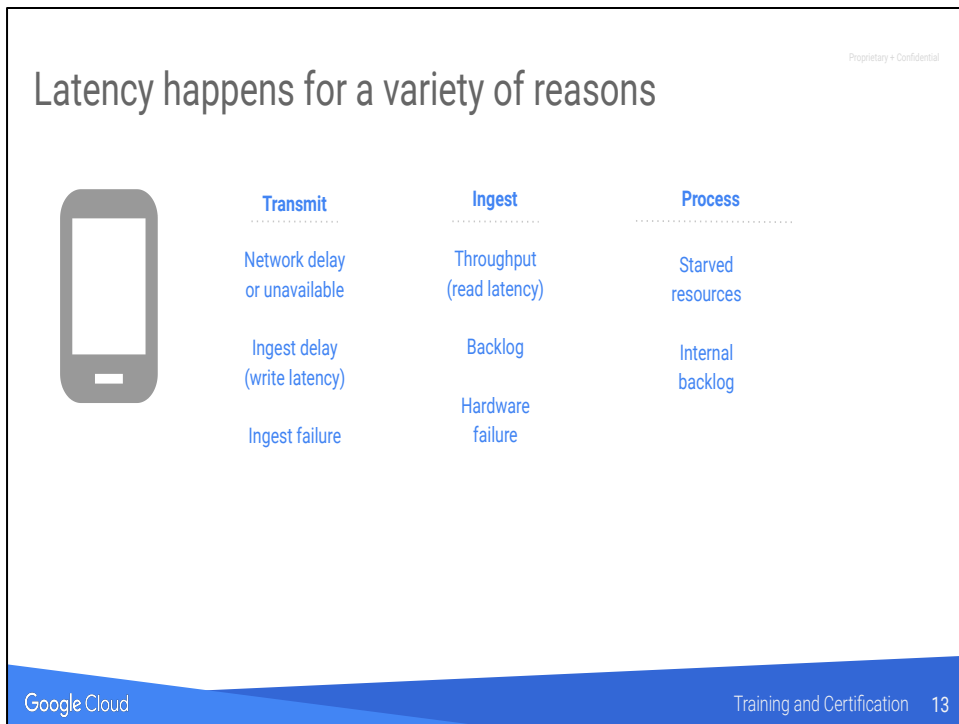 Proprietary + Confidential
Latency happens for a variety of reasons
Transmit
Network delay
or unavailable
Ingest delay
(write latency)
Ingest failure
Ingest
Throughput
(read latency)
Backlog
Hardware
failure
Process
Starved
resources
Internal
backlog
Google Cloud
Training and Certification 13